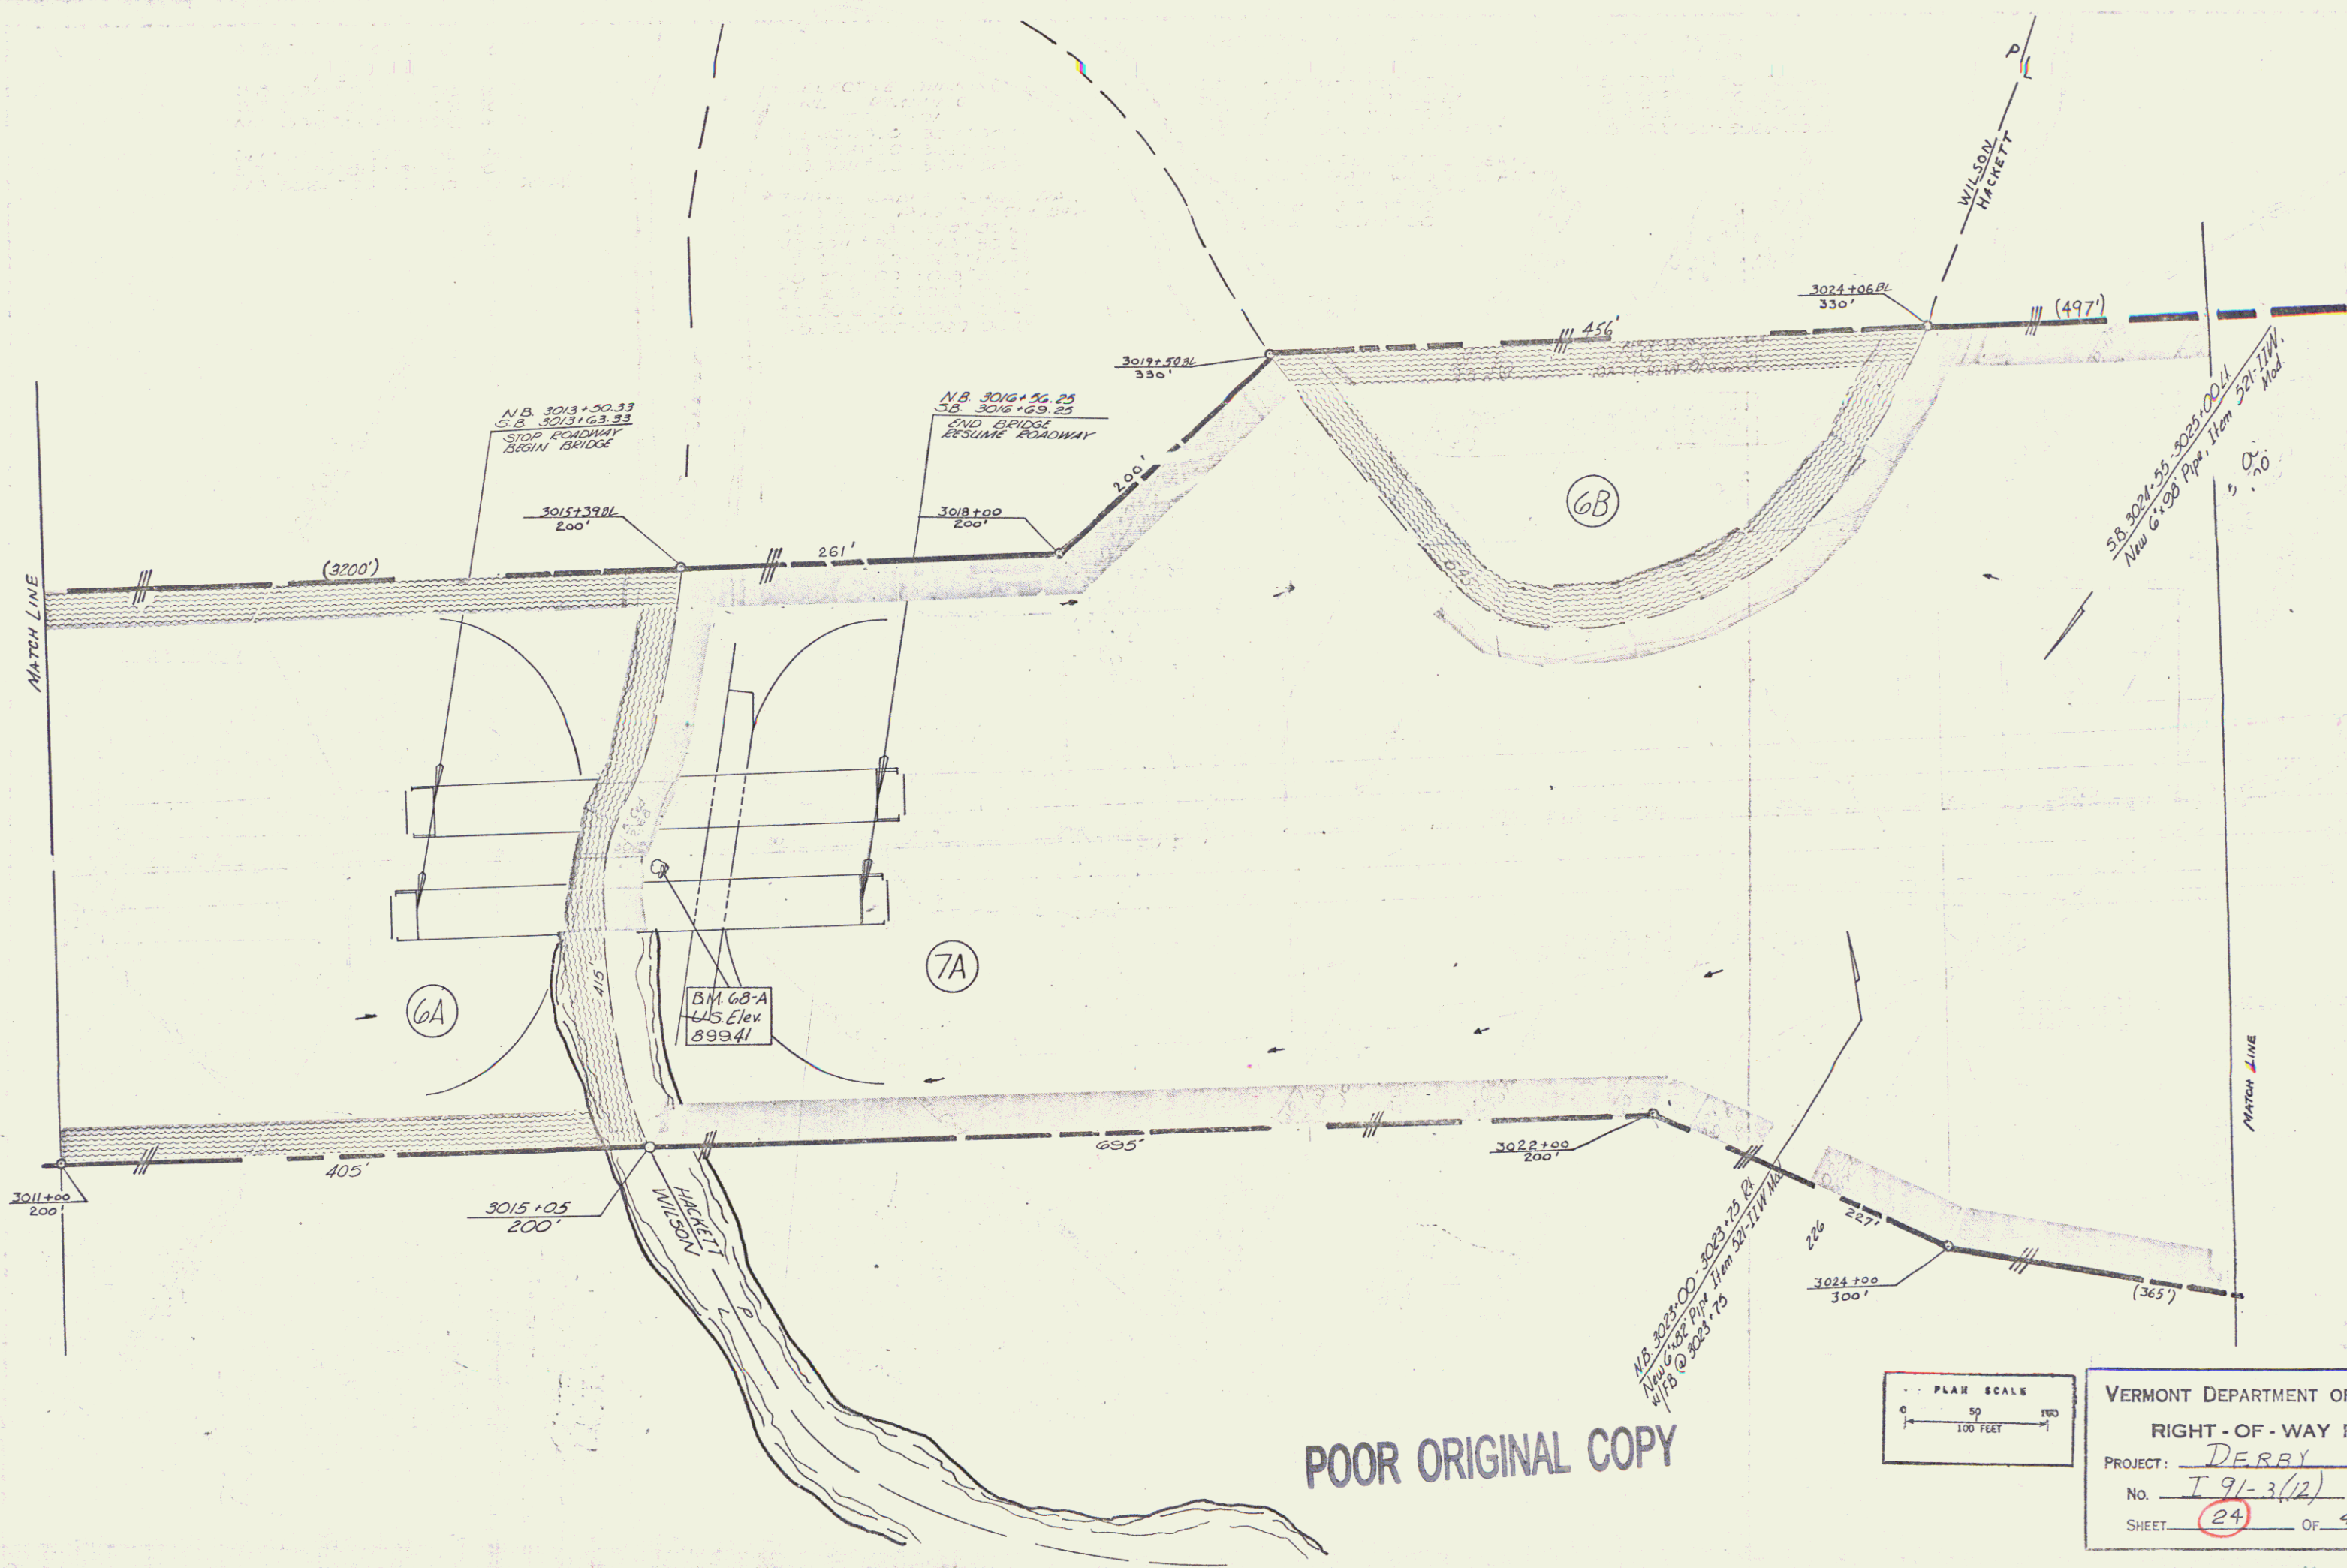 P/L
WILSON
HACKETT
3024+06BL
330'
(497')
456'
3019+50BL
330'
N.B. 3013+50.33
S.B. 3013+63.33
STOP ROADWAY
BEGIN BRIDGE
N.B. 3016+56.25
S.B. 3016+69.25
END BRIDGE
RESUME ROADWAY
S.B. 3024+55-3025+00 Lt
New 6"x98' Pipe, Item 521-IIW.
Mod.
200'
6B
3015+39BL
200'
3018+00
200'
261'
(3200')
MATCH LINE
7A
415'
6A
B.M. 68-A
U.S. Elev.
899.41
MATCH LINE
695'
405'
3011+00
200'
3015+05
200'
HACKETT
WILSON
P
L
3022+00
200'
N.B. 3023+00-3023+75 Rt
New 6"x82' Pipe Item 521-IIW Mod
W/FB @ 3023+75
226
227'
3024+00
300'
(365')
POOR ORIGINAL COPY
PLAN SCALE
0 50 100
100 FEET
VERMONT DEPARTMENT OF
RIGHT-OF-WAY
PROJECT: DERBY
No. I 91-3(12)
SHEET 24 OF 4